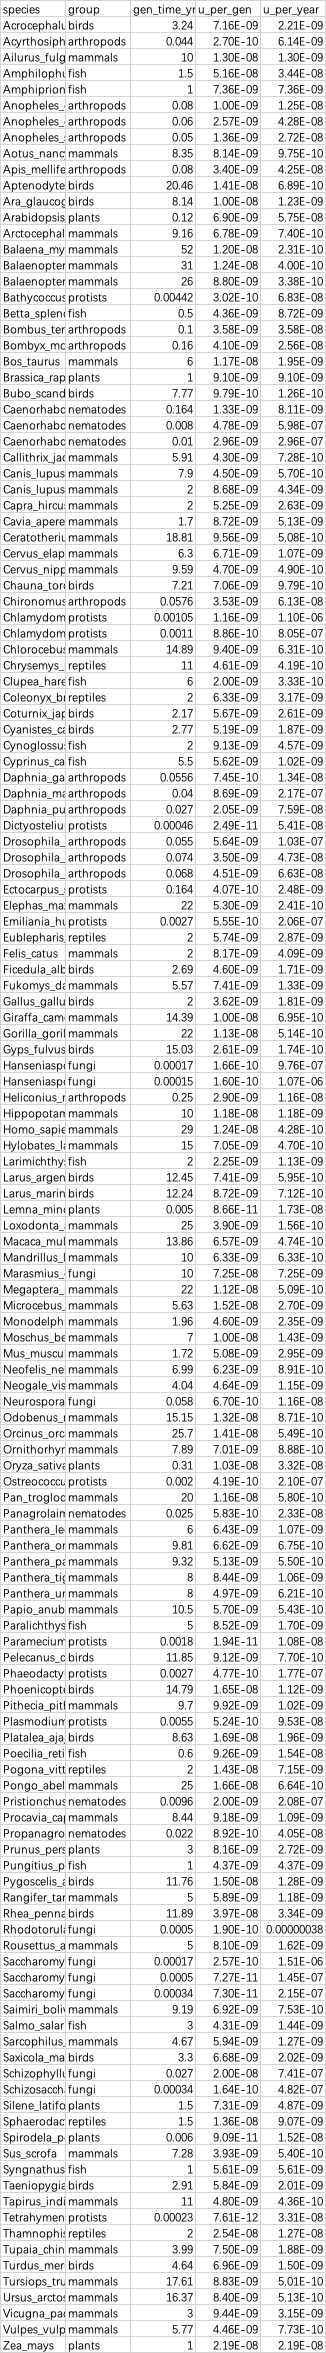 species group gen_time_yr u_per_gen u_per_year
Acrocephalu birds 3.24 7.16E-09 2.21E-09
Acyrthosiph arthropods 0.044 2.70E-10 6.14E-09
Ailurus_fulg mammals 10 1.30E-08 1.30E-09
Amphilophu fish 1.5 5.16E-08 3.44E-08
Amphiprion fish 1 7.36E-09 7.36E-09
Anopheles_ arthropods 0.08 1.00E-09 1.25E-08
Anopheles_ arthropods 0.06 2.57E-09 4.28E-08
Anopheles_ arthropods 0.05 1.36E-09 2.72E-08
Aotus_nanc mammals 8.35 8.14E-09 9.75E-10
Apis_mellife arthropods 0.08 3.40E-09 4.25E-08
Aptenodyte birds 20.46 1.41E-08 6.89E-10
Ara_glaucog birds 8.14 1.00E-08 1.23E-09
Arabidopsis plants 0.12 6.90E-09 5.75E-08
Arctocephal mammals 9.16 6.78E-09 7.40E-10
Balaena_my mammals 52 1.20E-08 2.31E-10
Balaenopter mammals 31 1.24E-08 4.00E-10
Balaenopter mammals 26 8.80E-09 3.38E-10
Bathycoccus protists 0.00442 3.02E-10 6.83E-08
Betta_splen fish 0.5 4.36E-09 8.72E-09
Bombus_ter arthropods 0.1 3.58E-09 3.58E-08
Bombyx_mo arthropods 0.16 4.10E-09 2.56E-08
Bos_taurus mammals 6 1.17E-08 1.95E-09
Brassica_rap plants 1 9.10E-09 9.10E-09
Bubo_scand birds 7.77 9.79E-10 1.26E-10
Caenorhabd nematodes 0.164 1.33E-09 8.11E-09
Caenorhabd nematodes 0.008 4.78E-09 5.98E-07
Caenorhabd nematodes 0.01 2.96E-09 2.96E-07
Callithrix_jac mammals 5.91 4.30E-09 7.28E-10
Canis_lupus mammals 7.9 4.50E-09 5.70E-10
Canis_lupus mammals 2 8.68E-09 4.34E-09
Capra_hircu mammals 2 5.25E-09 2.63E-09
Cavia_apere mammals 1.7 8.72E-09 5.13E-09
Ceratotheriu mammals 18.81 9.56E-09 5.08E-10
Cervus_elap mammals 6.3 6.71E-09 1.07E-09
Cervus_nipp mammals 9.59 4.70E-09 4.90E-10
Chauna_tor birds 7.21 7.06E-09 9.79E-10
Chironomus arthropods 0.0576 3.53E-09 6.13E-08
Chlamydom protists 0.00105 1.16E-09 1.10E-06
Chlamydom protists 0.0011 8.86E-10 8.05E-07
Chlorocebus mammals 14.89 9.40E-09 6.31E-10
Chrysemys_ reptiles 11 4.61E-09 4.19E-10
Clupea_hare fish 6 2.00E-09 3.33E-10
Coleonyx_br reptiles 2 6.33E-09 3.17E-09
Coturnix_jap birds 2.17 5.67E-09 2.61E-09
Cyanistes_ca birds 2.77 5.19E-09 1.87E-09
Cynoglossu fish 2 9.13E-09 4.57E-09
Cyprinus_ca fish 5.5 5.62E-09 1.02E-09
Daphnia_ga arthropods 0.0556 7.45E-10 1.34E-08
Daphnia_ma arthropods 0.04 8.69E-09 2.17E-07
Daphnia_pu arthropods 0.027 2.05E-09 7.59E-08
Dictyosteliu protists 0.00046 2.49E-11 5.41E-08
Drosophila_ arthropods 0.055 5.64E-09 1.03E-07
Drosophila_ arthropods 0.074 3.50E-09 4.73E-08
Drosophila_ arthropods 0.068 4.51E-09 6.63E-08
Ectocarpus_ protists 0.164 4.07E-10 2.48E-09
Elephas_ma mammals 22 5.30E-09 2.41E-10
Emiliania_hu protists 0.0027 5.55E-10 2.06E-07
Eublepharis_ reptiles 2 5.74E-09 2.87E-09
Felis_catus mammals 2 8.17E-09 4.09E-09
Ficedula_alb birds 2.69 4.60E-09 1.71E-09
Fukomys_da mammals 5.57 7.41E-09 1.33E-09
Gallus_gallu birds 2 3.62E-09 1.81E-09
Giraffa_cam mammals 14.39 1.00E-08 6.95E-10
Gorilla_goril mammals 22 1.13E-08 5.14E-10
Gyps_fulvus birds 15.03 2.61E-09 1.74E-10
Hanseniaspo fungi 0.00017 1.66E-10 9.76E-07
Hanseniaspo fungi 0.00015 1.60E-10 1.07E-06
Heliconius_m arthropods 0.25 2.90E-09 1.16E-08
Hippopotam mammals 10 1.18E-08 1.18E-09
Homo_sapie mammals 29 1.24E-08 4.28E-10
Hylobates_la mammals 15 7.05E-09 4.70E-10
Larimichthys fish 2 2.25E-09 1.13E-09
Larus_argen birds 12.45 7.41E-09 5.95E-10
Larus_marin birds 12.24 8.72E-09 7.12E-10
Lemna_mino plants 0.005 8.66E-11 1.73E-08
Loxodonta_ mammals 25 3.90E-09 1.56E-10
Macaca_mul mammals 13.86 6.57E-09 4.74E-10
Mandrillus_l mammals 10 6.33E-09 6.33E-10
Marasmius_ fungi 10 7.25E-08 7.25E-09
Megaptera_ mammals 22 1.12E-08 5.09E-10
Microcebus_ mammals 5.63 1.52E-08 2.70E-09
Monodelph mammals 1.96 4.60E-09 2.35E-09
Moschus_be mammals 7 1.00E-08 1.43E-09
Mus_muscu mammals 1.72 5.08E-09 2.95E-09
Neofelis_ne mammals 6.99 6.23E-09 8.91E-10
Neogale_vis mammals 4.04 4.64E-09 1.15E-09
Neurospora fungi 0.058 6.70E-10 1.16E-08
Odobenus_ mammals 15.15 1.32E-08 8.71E-10
Orcinus_orc mammals 25.7 1.41E-08 5.49E-10
Ornithorhyn mammals 7.89 7.01E-09 8.88E-10
Oryza_sativa plants 0.31 1.03E-08 3.32E-08
Ostreococcu protists 0.002 4.19E-10 2.10E-07
Pan_troglod mammals 20 1.16E-08 5.80E-10
Panagrolaim nematodes 0.025 5.83E-10 2.33E-08
Panthera_le mammals 6 6.43E-09 1.07E-09
Panthera_on mammals 9.81 6.62E-09 6.75E-10
Panthera_pa mammals 9.32 5.13E-09 5.50E-10
Panthera_tig mammals 8 8.44E-09 1.06E-09
Panthera_un mammals 8 4.97E-09 6.21E-10
Papio_anub mammals 10.5 5.70E-09 5.43E-10
Paralichthys fish 5 8.52E-09 1.70E-09
Paramecium protists 0.0018 1.94E-11 1.08E-08
Pelecanus_c birds 11.85 9.12E-09 7.70E-10
Phaeodacty protists 0.0027 4.77E-10 1.77E-07
Phoenicopte birds 14.79 1.65E-08 1.12E-09
Pithecia_pitl mammals 9.7 9.92E-09 1.02E-09
Plasmodium protists 0.0055 5.24E-10 9.53E-08
Platalea_aja birds 8.63 1.69E-08 1.96E-09
Poecilia_reti fish 0.6 9.26E-09 1.54E-08
Pogona_vitt reptiles 2 1.43E-08 7.15E-09
Pongo_abel mammals 25 1.66E-08 6.64E-10
Pristionchus nematodes 0.0096 2.00E-09 2.08E-07
Procavia_cap mammals 8.44 9.18E-09 1.09E-09
Propanagro nematodes 0.022 8.92E-10 4.05E-08
Prunus_pers plants 3 8.16E-09 2.72E-09
Pungitius_p fish 1 4.37E-09 4.37E-09
Pygoscelis_a birds 11.76 1.50E-08 1.28E-09
Rangifer_tar mammals 5 5.89E-09 1.18E-09
Rhea_penna birds 11.89 3.97E-08 3.34E-09
Rhodotorula fungi 0.0005 1.90E-10 0.00000038
Rousettus_a mammals 5 8.10E-09 1.62E-09
Saccharomy fungi 0.00017 2.57E-10 1.51E-06
Saccharomy fungi 0.0005 7.27E-11 1.45E-07
Saccharomy fungi 0.00034 7.30E-11 2.15E-07
Saimiri_boliv mammals 9.19 6.92E-09 7.53E-10
Salmo_salar fish 3 4.31E-09 1.44E-09
Sarcophilus_ mammals 4.67 5.94E-09 1.27E-09
Saxicola_ma birds 3.3 6.68E-09 2.02E-09
Schizophyll fungi 0.027 2.00E-08 7.41E-07
Schizosacch fungi 0.00034 1.64E-10 4.82E-07
Silene_latifo plants 1.5 7.31E-09 4.87E-09
Sphaerodac reptiles 1.5 1.36E-08 9.07E-09
Spirodela_p plants 0.006 9.09E-11 1.52E-08
Sus_scrofa mammals 7.28 3.93E-09 5.40E-10
Syngnathus fish 1 5.61E-09 5.61E-09
Taeniopygia birds 2.91 5.84E-09 2.01E-09
Tapirus_indi mammals 11 4.80E-09 4.36E-10
Tetrahymen protists 0.00023 7.61E-12 3.31E-08
Thamnophis reptiles 2 2.54E-08 1.27E-08
Tupaia_chin mammals 3.99 7.50E-09 1.88E-09
Turdus_mer birds 4.64 6.96E-09 1.50E-09
Tursiops_tru mammals 17.61 8.83E-09 5.01E-10
Ursus_arctos mammals 16.37 8.40E-09 5.13E-10
Vicugna_pac mammals 3 9.44E-09 3.15E-09
Vulpes_vulp mammals 5.77 4.46E-09 7.73E-10
Zea_mays plants 1 2.19E-08 2.19E-08